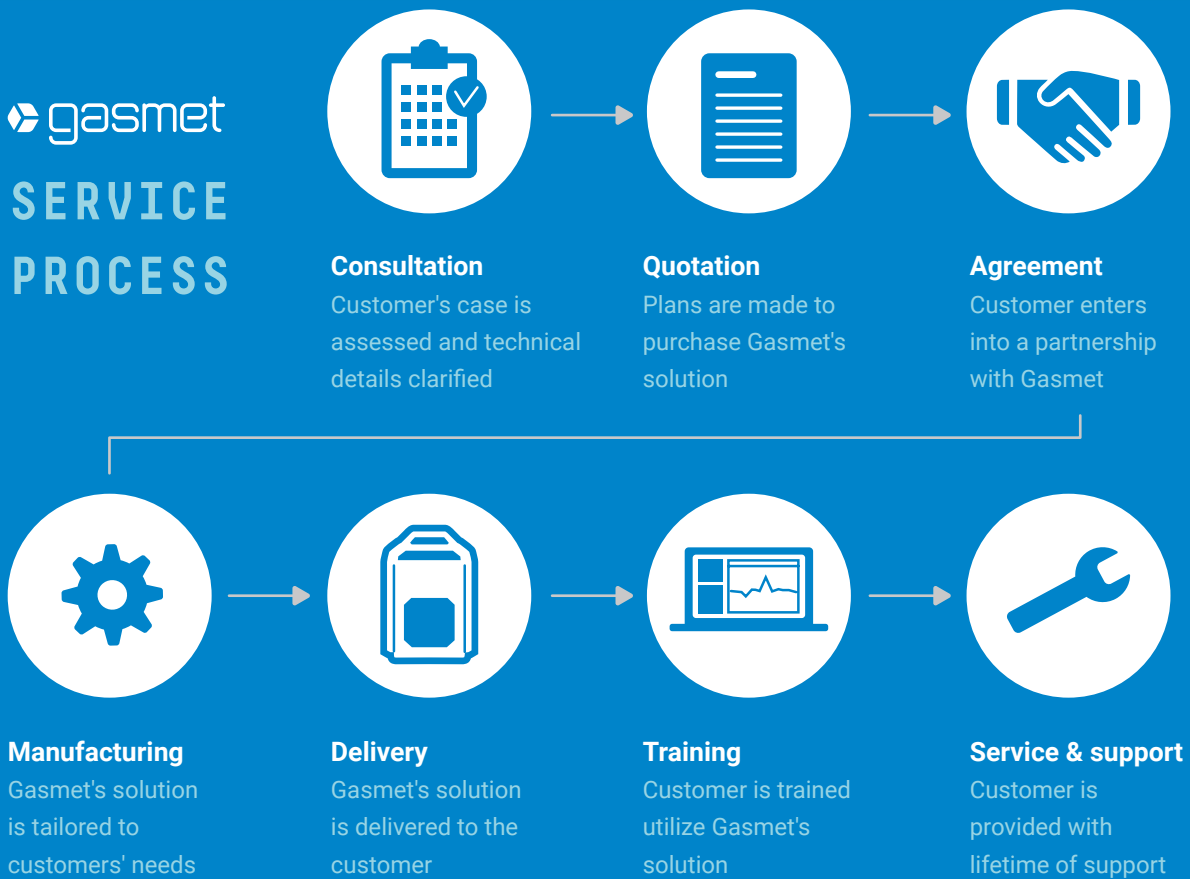 gasmet
SERVICE
PROCESS
Consultation
Customer's case is
assessed and technical
details clarified
Quotation
Plans are made to
purchase Gasmet's
solution
Agreement
Customer enters
into a partnership
with Gasmet
Manufacturing
Gasmet's solution
is tailored to
customers' needs
Delivery
Gasmet's solution
is delivered to the
customer
Training
Customer is trained
utilize Gasmet's
solution
Service & support
Customer is
provided with
lifetime of support